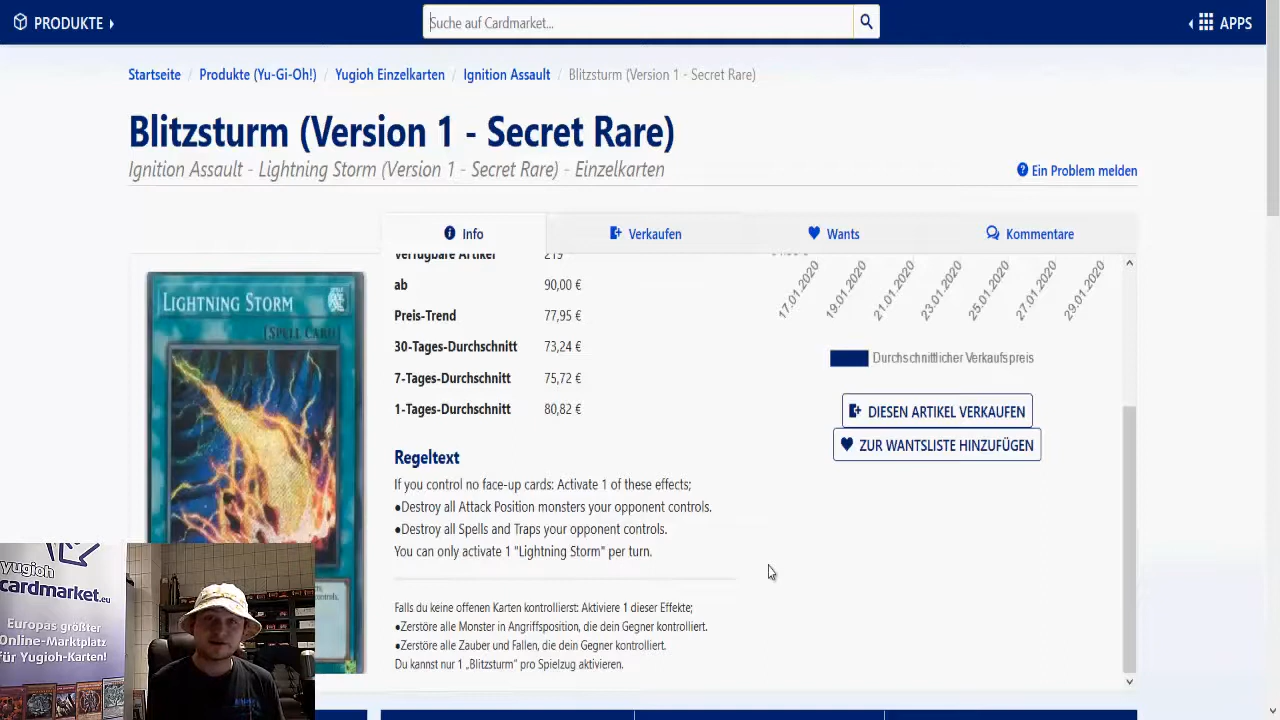 PRODUKTE
Suche auf Cardmarket...
APPS
Startseite / Produkte (Yu-Gi-Oh!) / Yugioh Einzelkarten / Ignition Assault / Blitzsturm (Version 1 - Secret Rare)
Blitzsturm (Version 1 - Secret Rare)
Ignition Assault - Lightning Storm (Version 1 - Secret Rare) - Einzelkarten
Ein Problem melden
Info
Verkaufen
Wants
Kommentare
LIGHTNING STORM
[SPELL CARD]
Verfügbare Artikel 219
ab 90,00 €
Preis-Trend 77,95 €
30-Tages-Durchschnitt 73,24 €
7-Tages-Durchschnitt 75,72 €
1-Tages-Durchschnitt 80,82 €
Regeltext
If you control no face-up cards: Activate 1 of these effects;
●Destroy all Attack Position monsters your opponent controls.
●Destroy all Spells and Traps your opponent controls.
You can only activate 1 "Lightning Storm" per turn.
Falls du keine offenen Karten kontrollierst: Aktiviere 1 dieser Effekte;
●Zerstöre alle Monster in Angriffsposition, die dein Gegner kontrolliert.
●Zerstöre alle Zauber und Fallen, die dein Gegner kontrolliert.
Du kannst nur 1 „Blitzsturm" pro Spielzug aktivieren.
17.01.2020
19.01.2020
21.01.2020
23.01.2020
25.01.2020
27.01.2020
29.01.2020
Durchschnittlicher Verkaufspreis
DIESEN ARTIKEL VERKAUFEN
ZUR WANTSLISTE HINZUFÜGEN
yugioh
cardmarket.eu
Europas größter
Online-Marktplatz
für Yugioh-Karten!